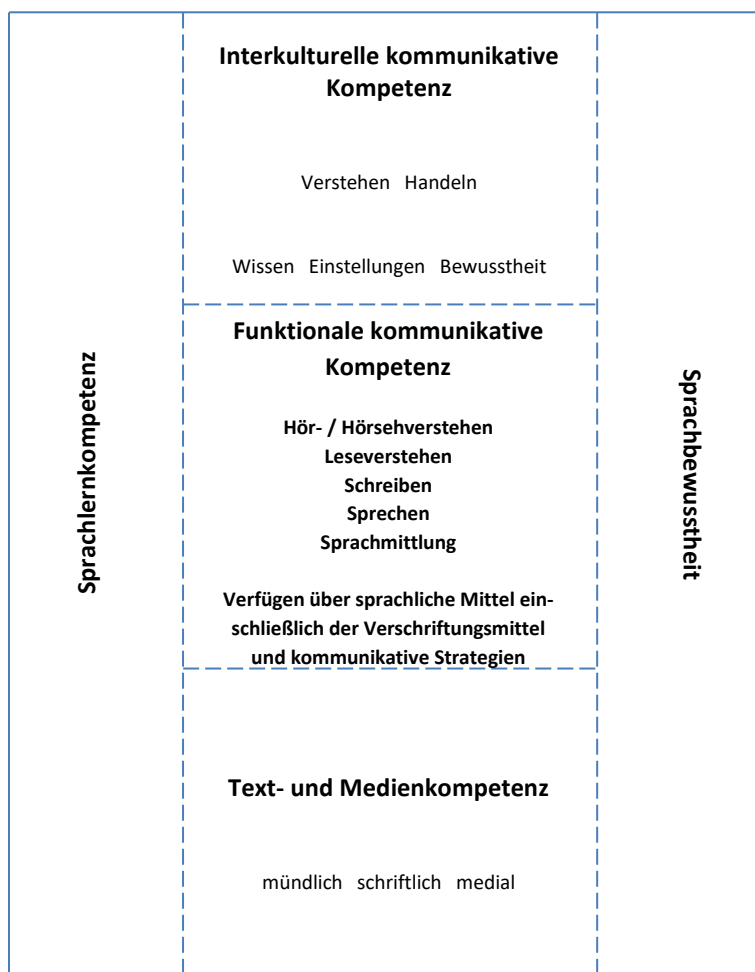 Interkulturelle kommunikative
Kompetenz
Verstehen Handeln
Wissen Einstellungen Bewusstheit
Sprachlernkompetenz
Funktionale kommunikative
Kompetenz
Hör- / Hörsehverstehen
Leseverstehen
Schreiben
Sprechen
Sprachmittlung
Verfügen über sprachliche Mittel ein-
schließlich der Verschriftungsmittel
und kommunikative Strategien
Sprachbewusstheit
Text- und Medienkompetenz
mündlich schriftlich medial